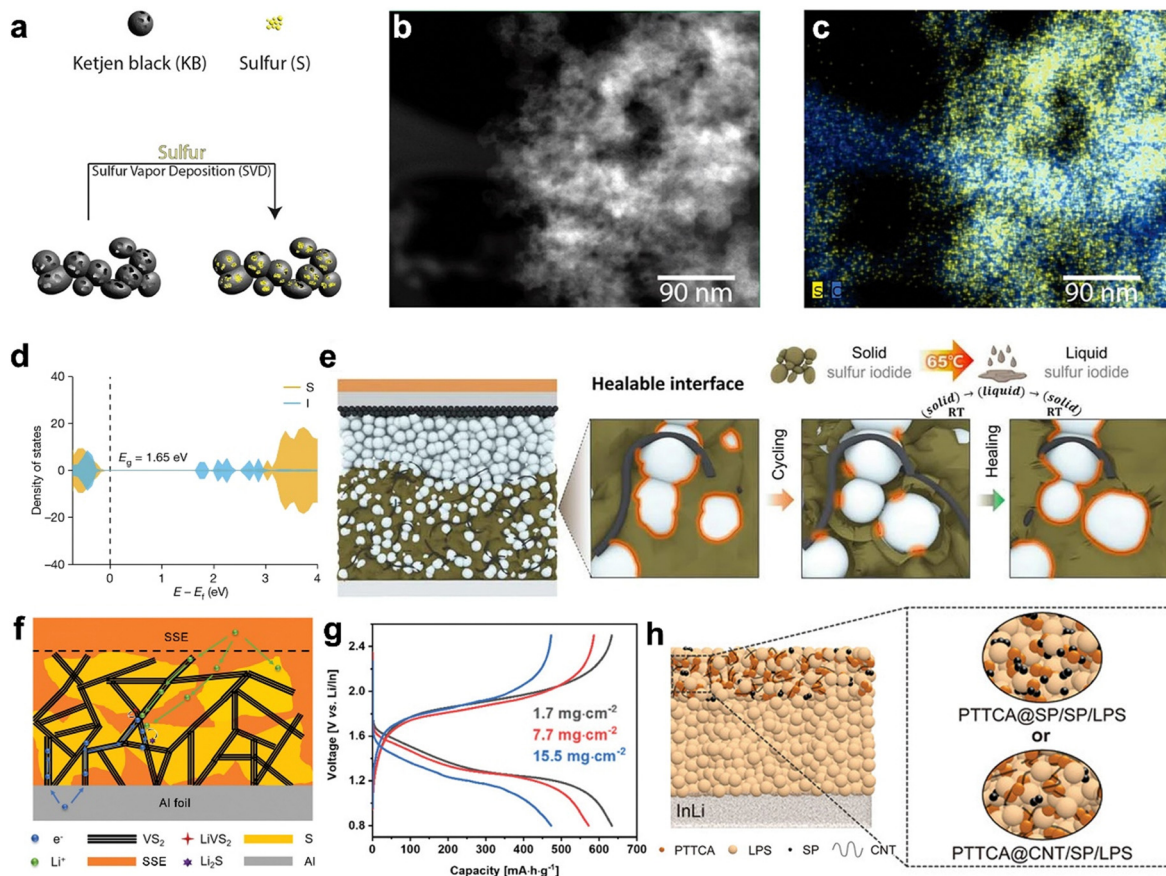 a
Ketjen black (KB)
Sulfur (S)
Sulfur
Sulfur Vapor Deposition (SVD)
b
90 nm
c
S C
90 nm
d
Density of states
40
20
0
−20
−40
S
I
E_g = 1.65 eV
0 1 2 3 4
E − E_f (eV)
e
Healable interface
Solid
sulfur iodide
65℃
Liquid
sulfur iodide
(solid) → (liquid) → (solid)
RT RT
Cycling
Healing
f
SSE
Al foil
e⁻ VS₂ LiVS₂ S
Li⁺ SSE Li₂S Al
g
Voltage [V vs. Li/In]
2.4
2.0
1.6
1.2
0.8
1.7 mg·cm⁻²
7.7 mg·cm⁻²
15.5 mg·cm⁻²
0 100 200 300 400 500 600 700
Capacity [mA·h·g⁻¹]
h
InLi
PTTCA LPS SP CNT
PTTCA@SP/SP/LPS
or
PTTCA@CNT/SP/LPS